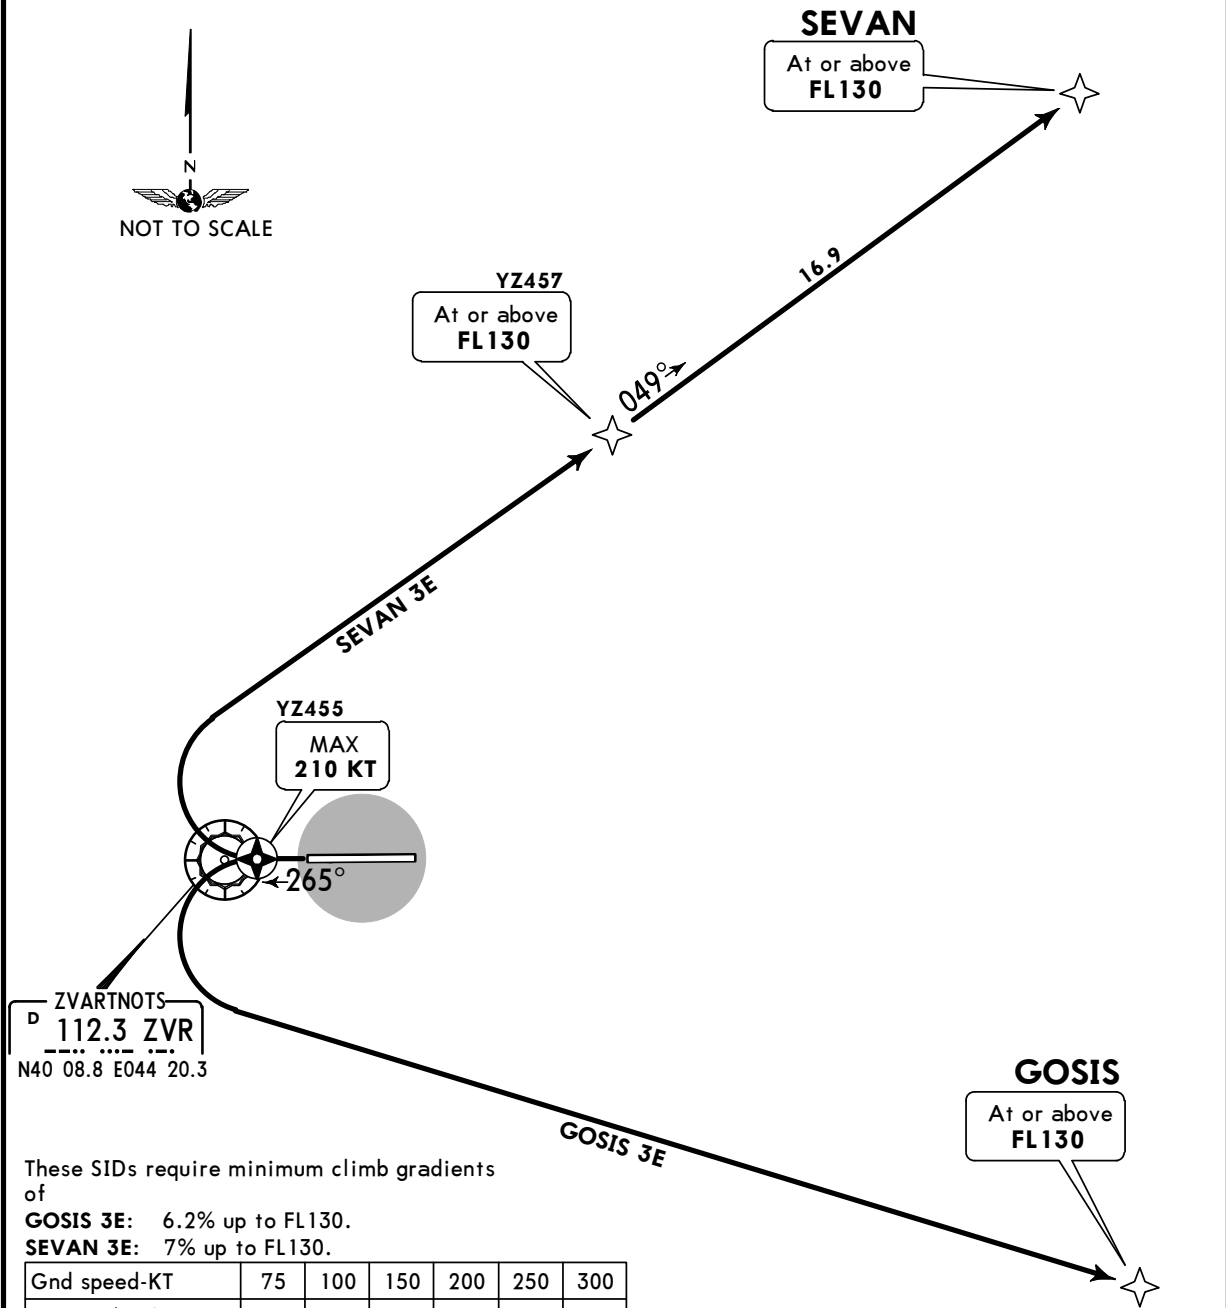 SEVAN
At or above
FL130
N
NOT TO SCALE
16.9
YZ457
At or above
FL130
049°
SEVAN 3E
YZ455
MAX
210 KT
265°
ZVARTNOTS
D 112.3 ZVR
N40 08.8 E044 20.3
GOSIS
At or above
FL130
GOSIS 3E
These SIDs require minimum climb gradients
of
GOSIS 3E: 6.2% up to FL130.
SEVAN 3E: 7% up to FL130.
Gnd speed-KT 75 100 150 200 250 300